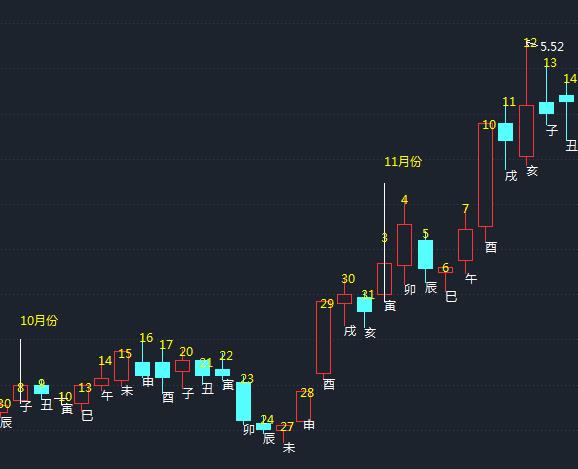 12
5.52
13
14
11
10
子
丑
戌
亥
11月份
4
7
3
5
酉
6
30
31
29
午
卯
辰
巳
寅
戌
亥
10月份
16
17
20
22
14
15
21
酉
8
9
10
13
23
28
申
未
午
酉
子
丑
寅
30
子
丑
寅
巳
24
27
辰
卯
申
辰
未